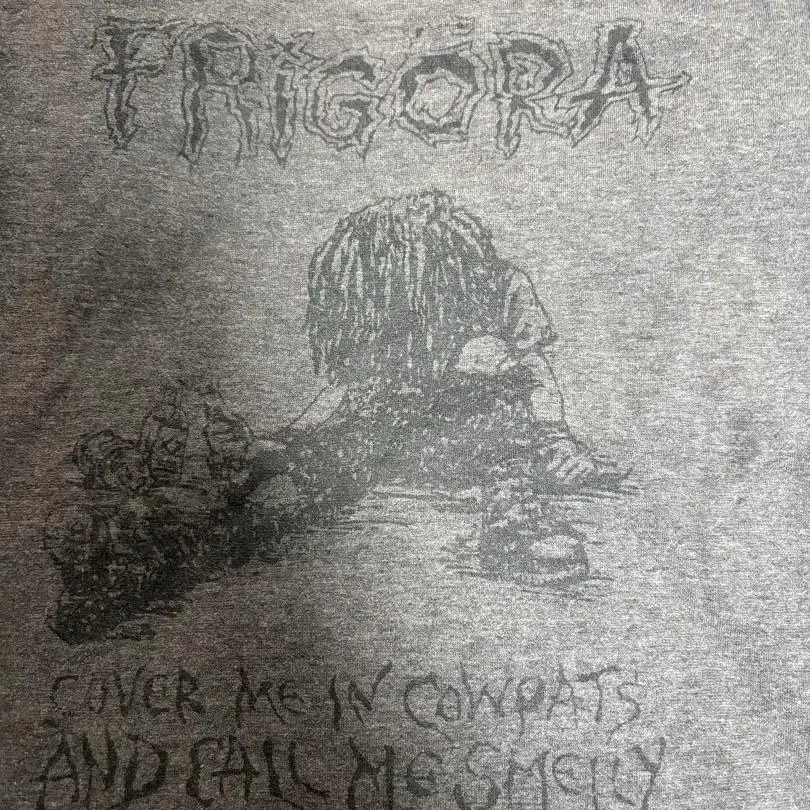 FRIGÖRA
COVER ME IN COWPATS
AND CALL ME SMELLY